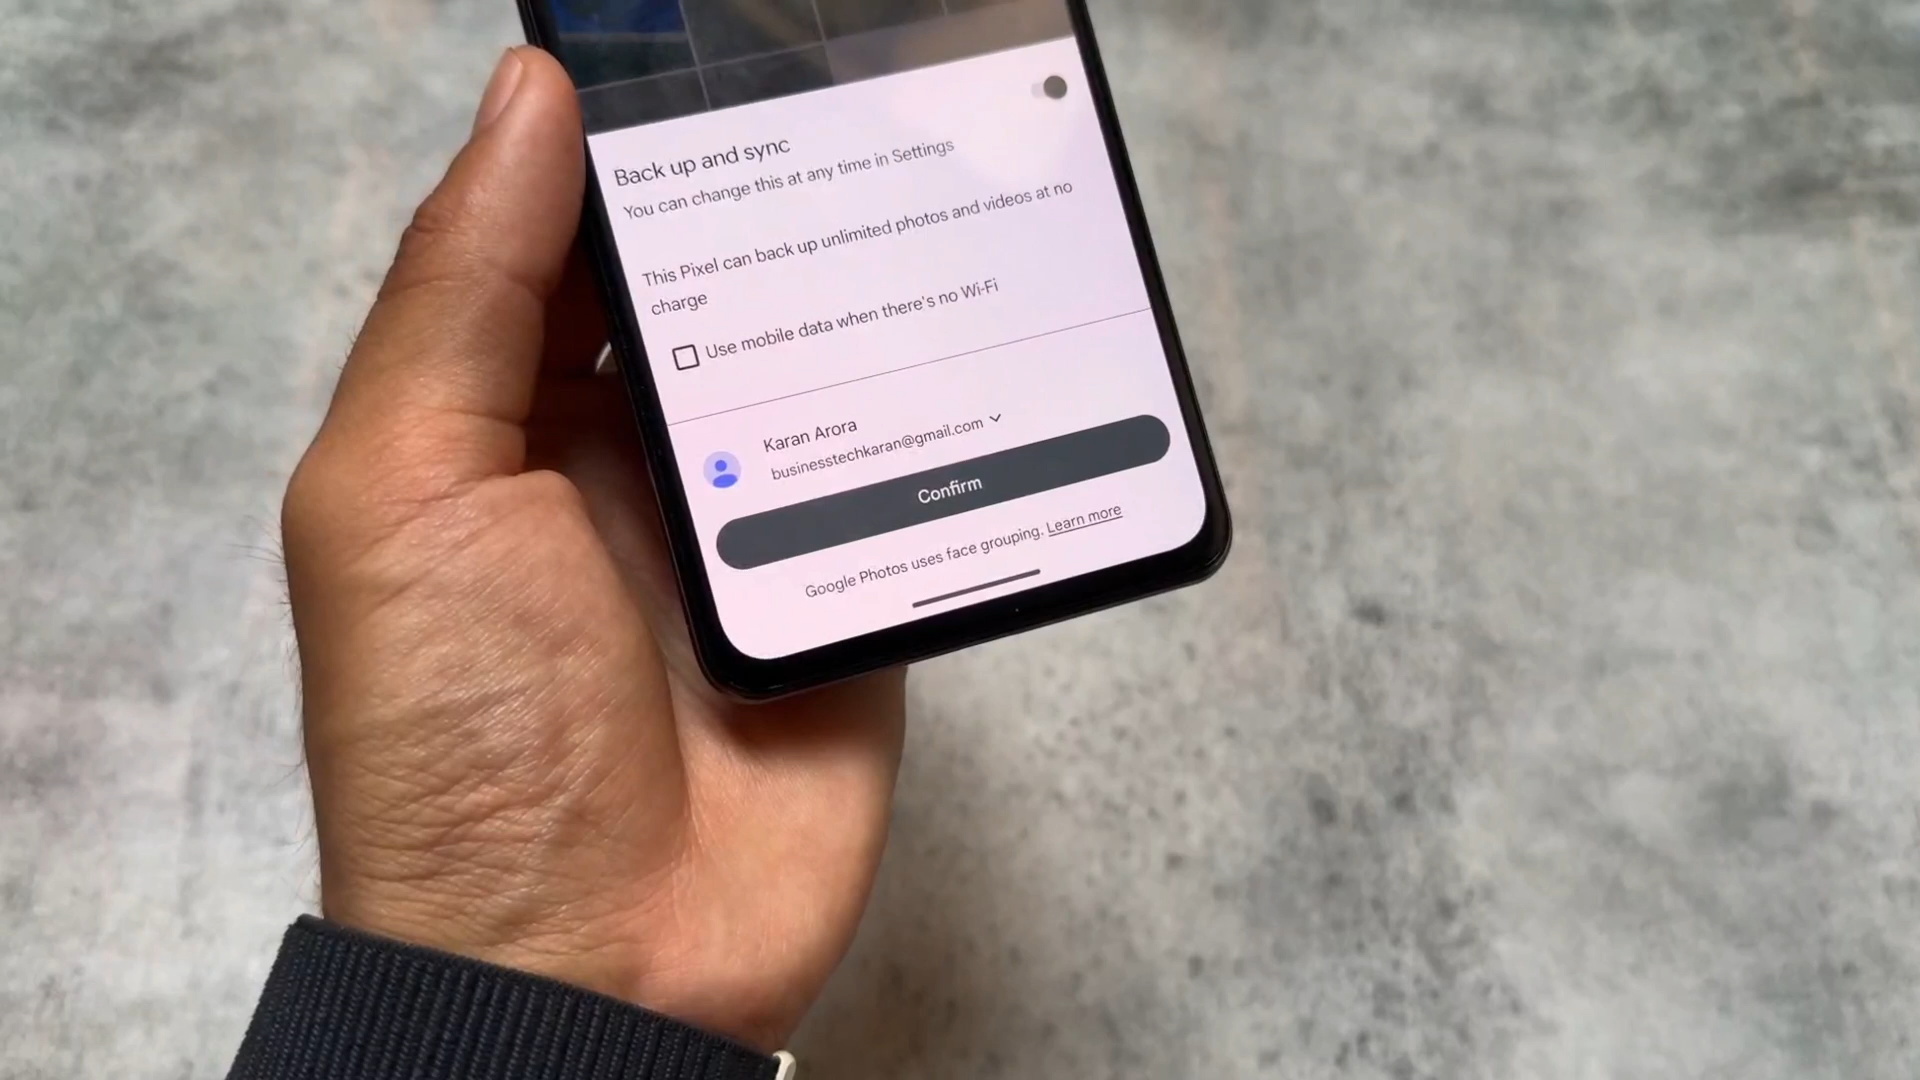 Back up and sync
You can change this at any time in Settings
This Pixel can back up unlimited photos and videos at no
charge
Use mobile data when there's no Wi-Fi
Karan Arora
businesstechkaran@gmail.com
Confirm
Google Photos uses face grouping. Learn more